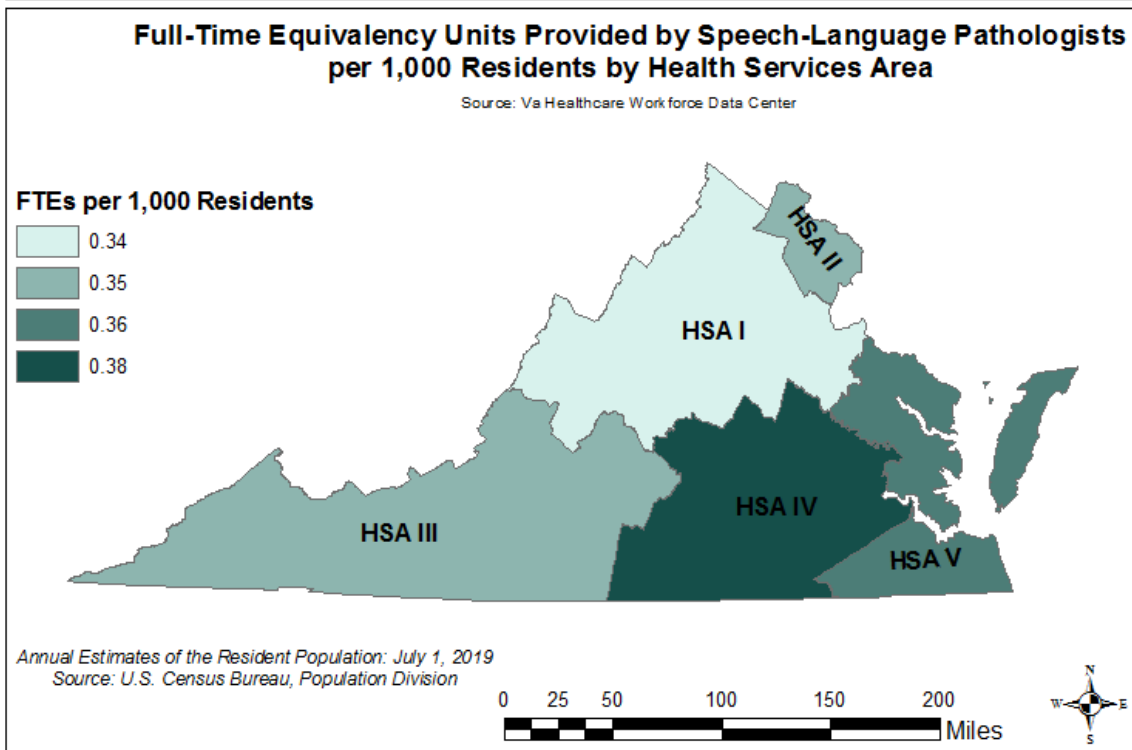 Full-Time Equivalency Units Provided by Speech-Language Pathologists
per 1,000 Residents by Health Services Area
Source: Va Healthcare Workforce Data Center
FTEs per 1,000 Residents
0.34
0.35
0.36
0.38
HSA II
HSA I
HSA IV
HSA III
HSA V
Annual Estimates of the Resident Population: July 1, 2019
Source: U.S. Census Bureau, Population Division
0 25 50 100 150 200
Miles
N
W E
S